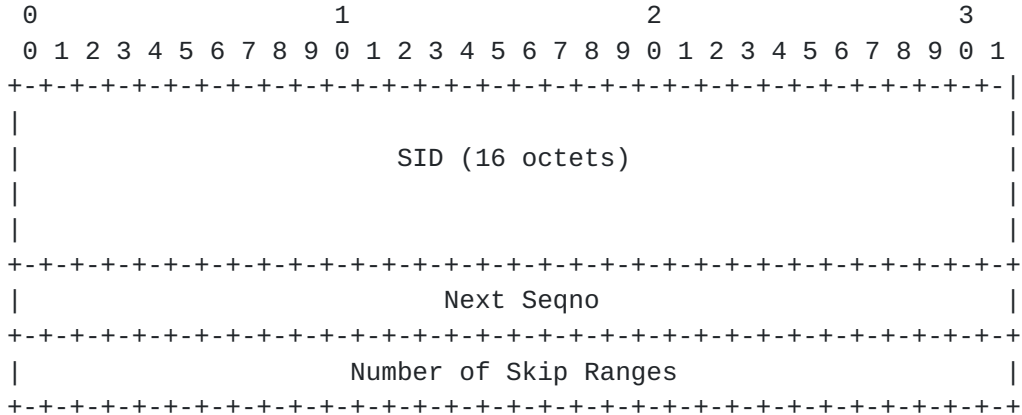 0                   1                   2                   3
 0 1 2 3 4 5 6 7 8 9 0 1 2 3 4 5 6 7 8 9 0 1 2 3 4 5 6 7 8 9 0 1
+-+-+-+-+-+-+-+-+-+-+-+-+-+-+-+-+-+-+-+-+-+-+-+-+-+-+-+-+-+-+-+-|
|                                                               |
|                        SID (16 octets)                        |
|                                                               |
|                                                               |
+-+-+-+-+-+-+-+-+-+-+-+-+-+-+-+-+-+-+-+-+-+-+-+-+-+-+-+-+-+-+-+-+
|                           Next Seqno                          |
+-+-+-+-+-+-+-+-+-+-+-+-+-+-+-+-+-+-+-+-+-+-+-+-+-+-+-+-+-+-+-+-+
|                     Number of Skip Ranges                     |
+-+-+-+-+-+-+-+-+-+-+-+-+-+-+-+-+-+-+-+-+-+-+-+-+-+-+-+-+-+-+-+-+